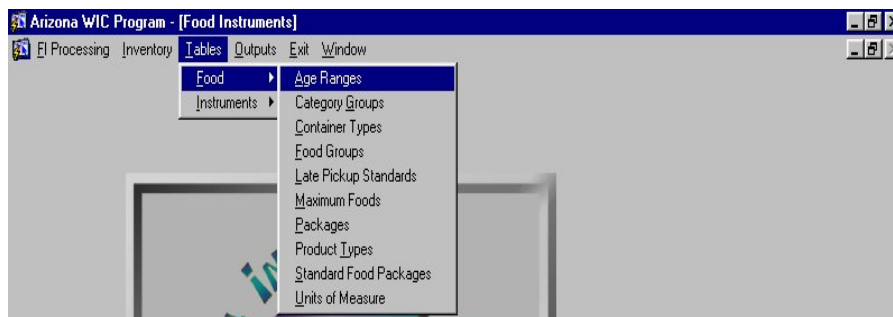 Arizona WIC Program - [Food Instruments]
FI Processing Inventory Tables Outputs Exit Window
Food Age Ranges
Instruments Category Groups
Container Types
Food Groups
Late Pickup Standards
Maximum Foods
Packages
Product Types
Standard Food Packages
Units of Measure